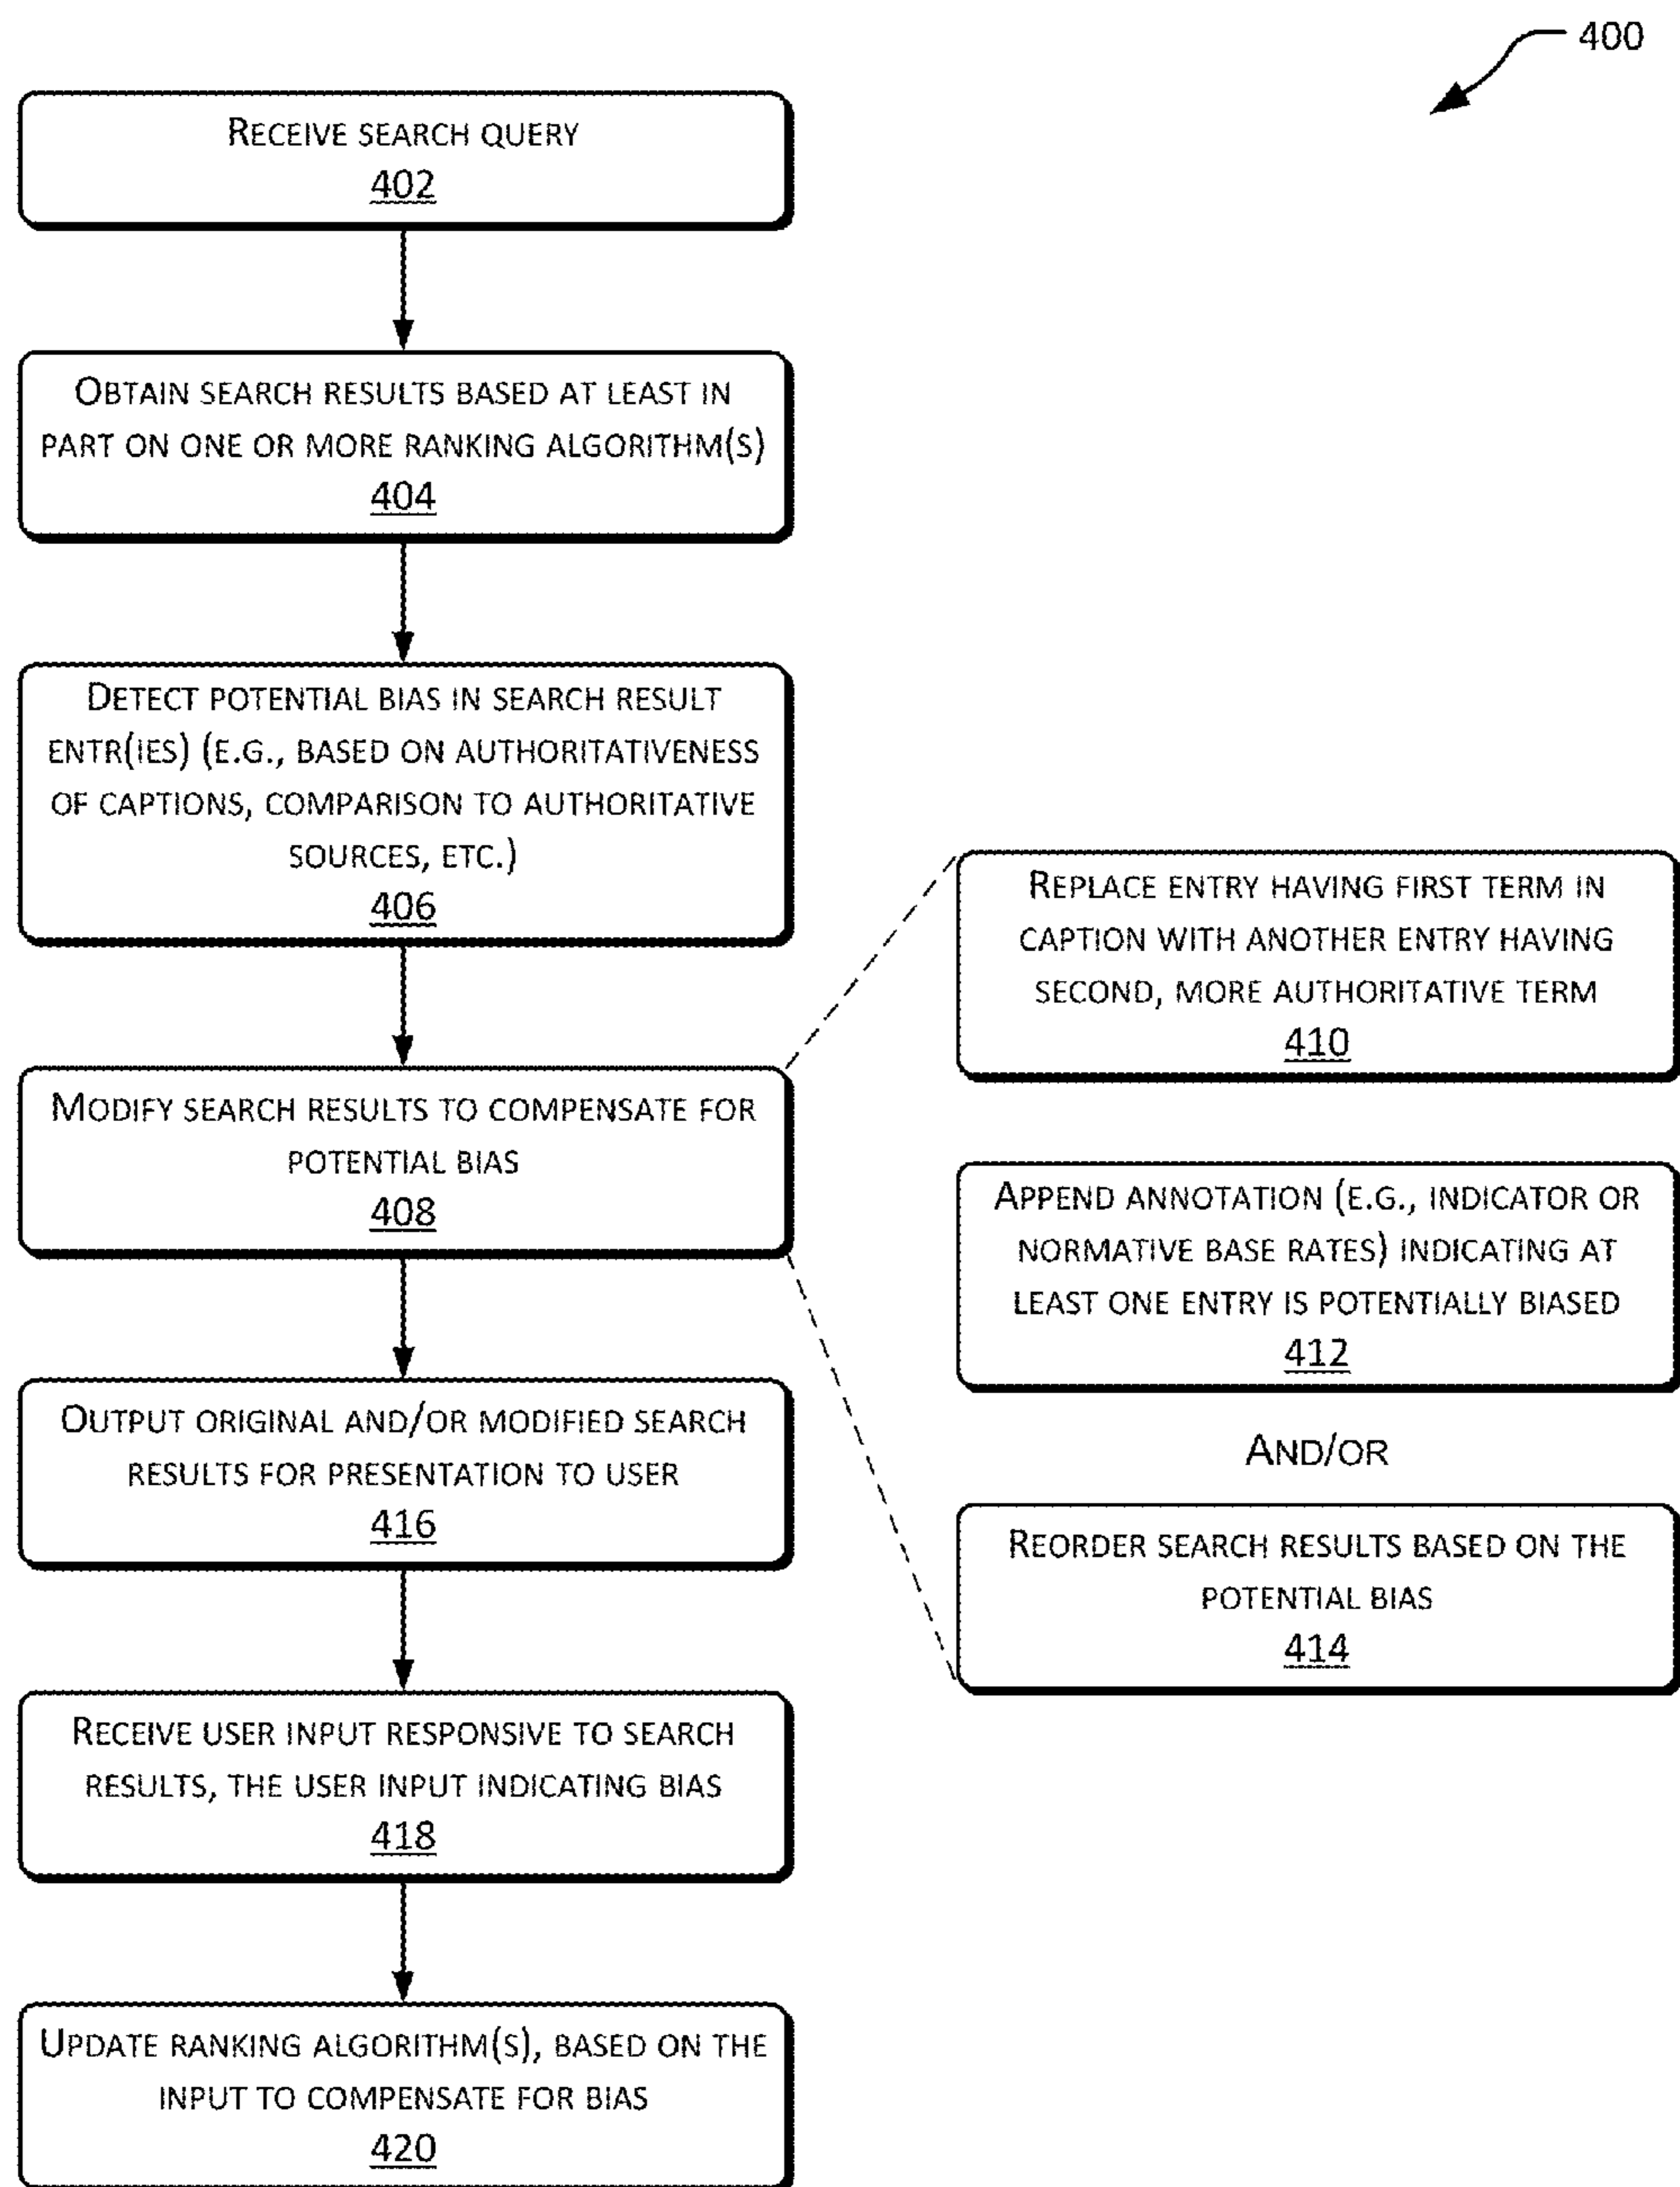 400
RECEIVE SEARCH QUERY
402
OBTAIN SEARCH RESULTS BASED AT LEAST IN
PART ON ONE OR MORE RANKING ALGORITHM(S)
404
DETECT POTENTIAL BIAS IN SEARCH RESULT
ENTR(IES) (E.G., BASED ON AUTHORITATIVENESS
OF CAPTIONS, COMPARISON TO AUTHORITATIVE
SOURCES, ETC.)
406
MODIFY SEARCH RESULTS TO COMPENSATE FOR
POTENTIAL BIAS
408
REPLACE ENTRY HAVING FIRST TERM IN
CAPTION WITH ANOTHER ENTRY HAVING
SECOND, MORE AUTHORITATIVE TERM
410
APPEND ANNOTATION (E.G., INDICATOR OR
NORMATIVE BASE RATES) INDICATING AT
LEAST ONE ENTRY IS POTENTIALLY BIASED
412
AND/OR
REORDER SEARCH RESULTS BASED ON THE
POTENTIAL BIAS
414
OUTPUT ORIGINAL AND/OR MODIFIED SEARCH
RESULTS FOR PRESENTATION TO USER
416
RECEIVE USER INPUT RESPONSIVE TO SEARCH
RESULTS, THE USER INPUT INDICATING BIAS
418
UPDATE RANKING ALGORITHM(S), BASED ON THE
INPUT TO COMPENSATE FOR BIAS
420